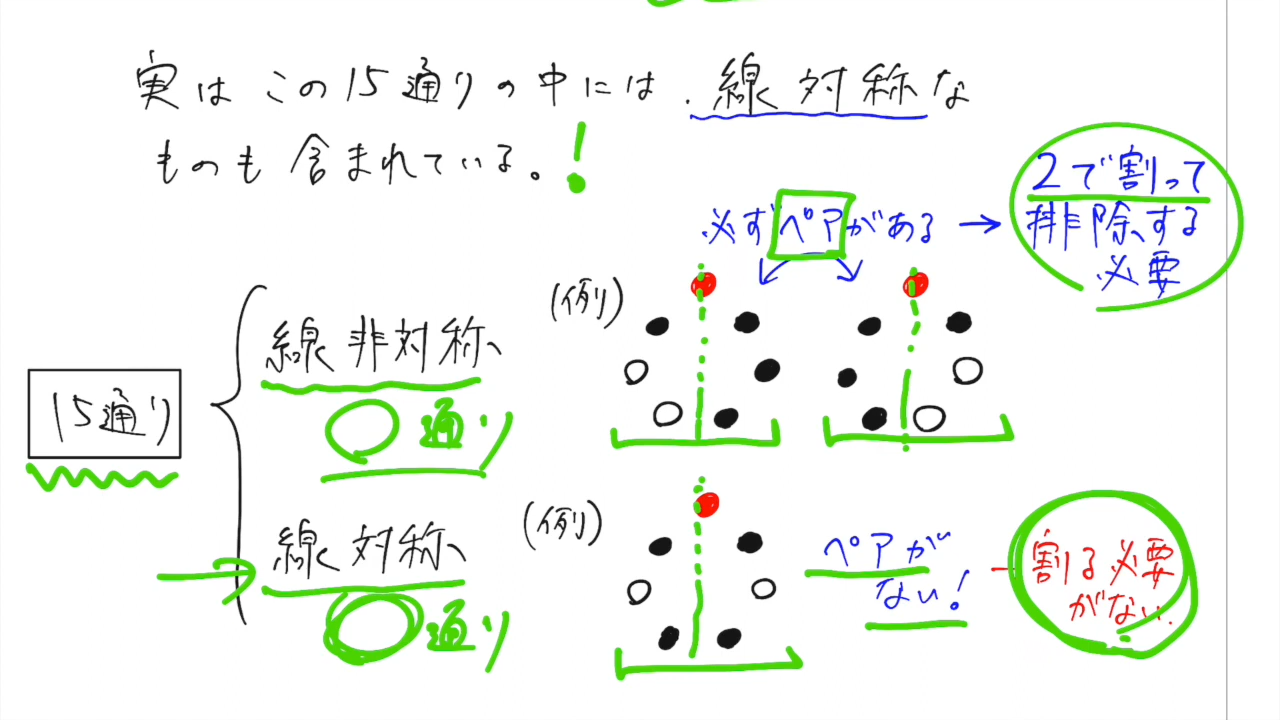 実はこの15通りの中には、線対称な
ものも含まれている。!
必ずペアがある → 2で割って
排除する
必要
15通り
線非対称
○通り
(例)
線対称
○通り
(例)
ペアが
ない!
割る必要
がない。